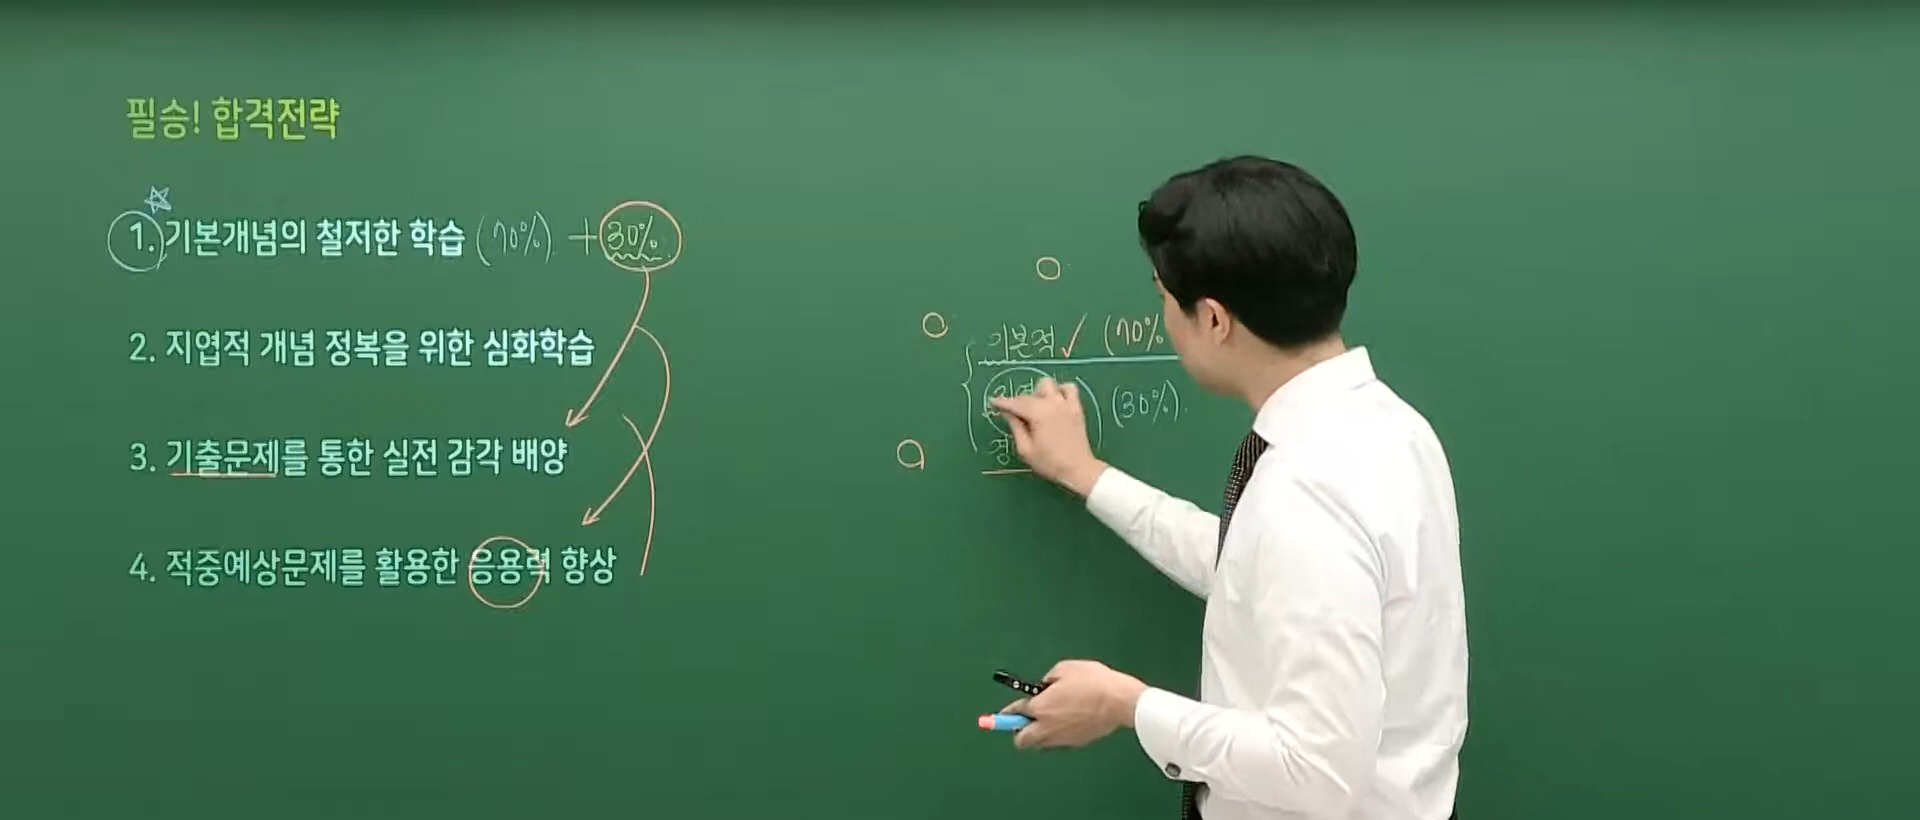 필승! 합격전략
1. 기본개념의 철저한 학습 (70%) + 30%
2. 지엽적 개념 정복을 위한 심화학습
3. 기출문제를 통한 실전 감각 배양
4. 적중예상문제를 활용한 응용력 향상
기본적 (70%
(30%).